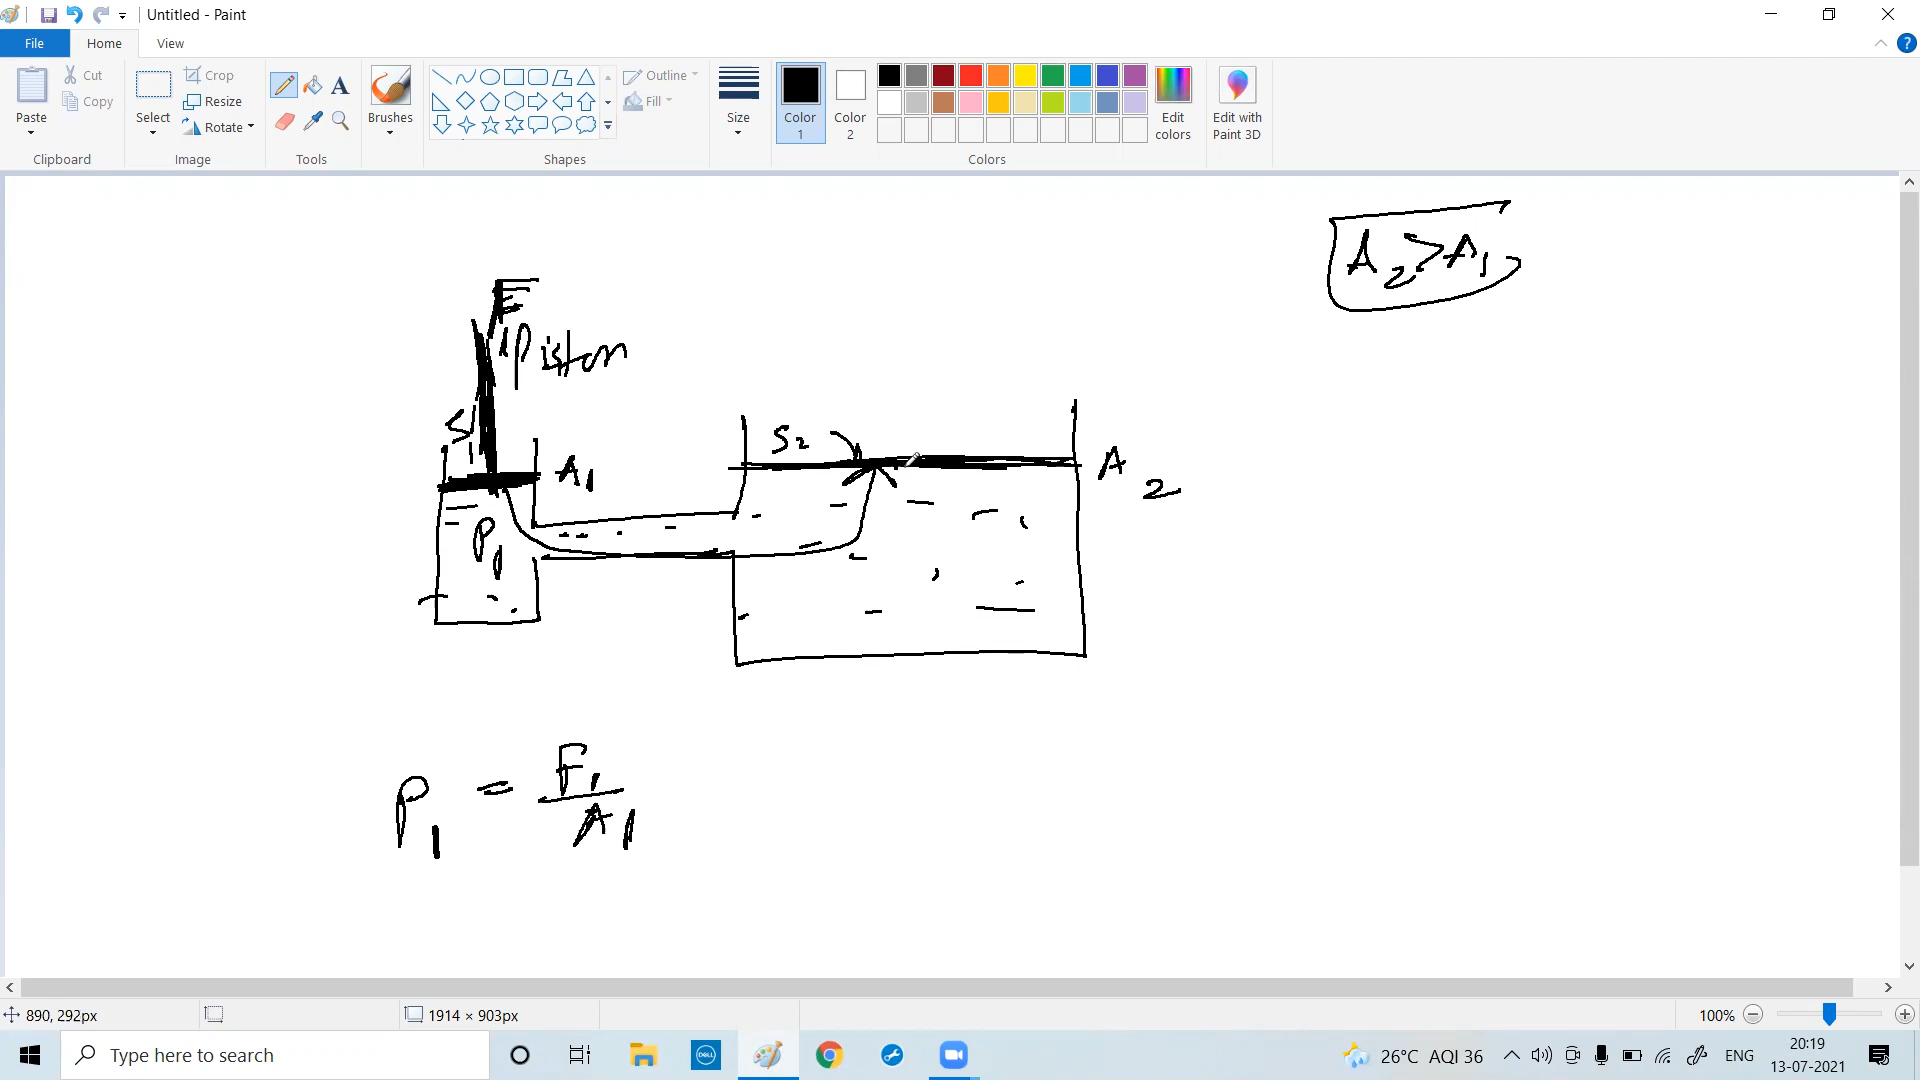 Untitled - Paint
File Home View
Paste
Cut
Copy
Clipboard
Select
Crop
Resize
Rotate
Image
A
Tools
Brushes
Shapes
Outline
Fill
Size
Color 1
Color 2
Colors
Edit colors
Edit with Paint 3D
A2 > A1
Piston
S1
A1
S2
A2
P1
P1 = F1/A1
890, 292px
1914 × 903px
100%
Type here to search
DELL
26°C AQI 36
ENG
20:19
13-07-2021